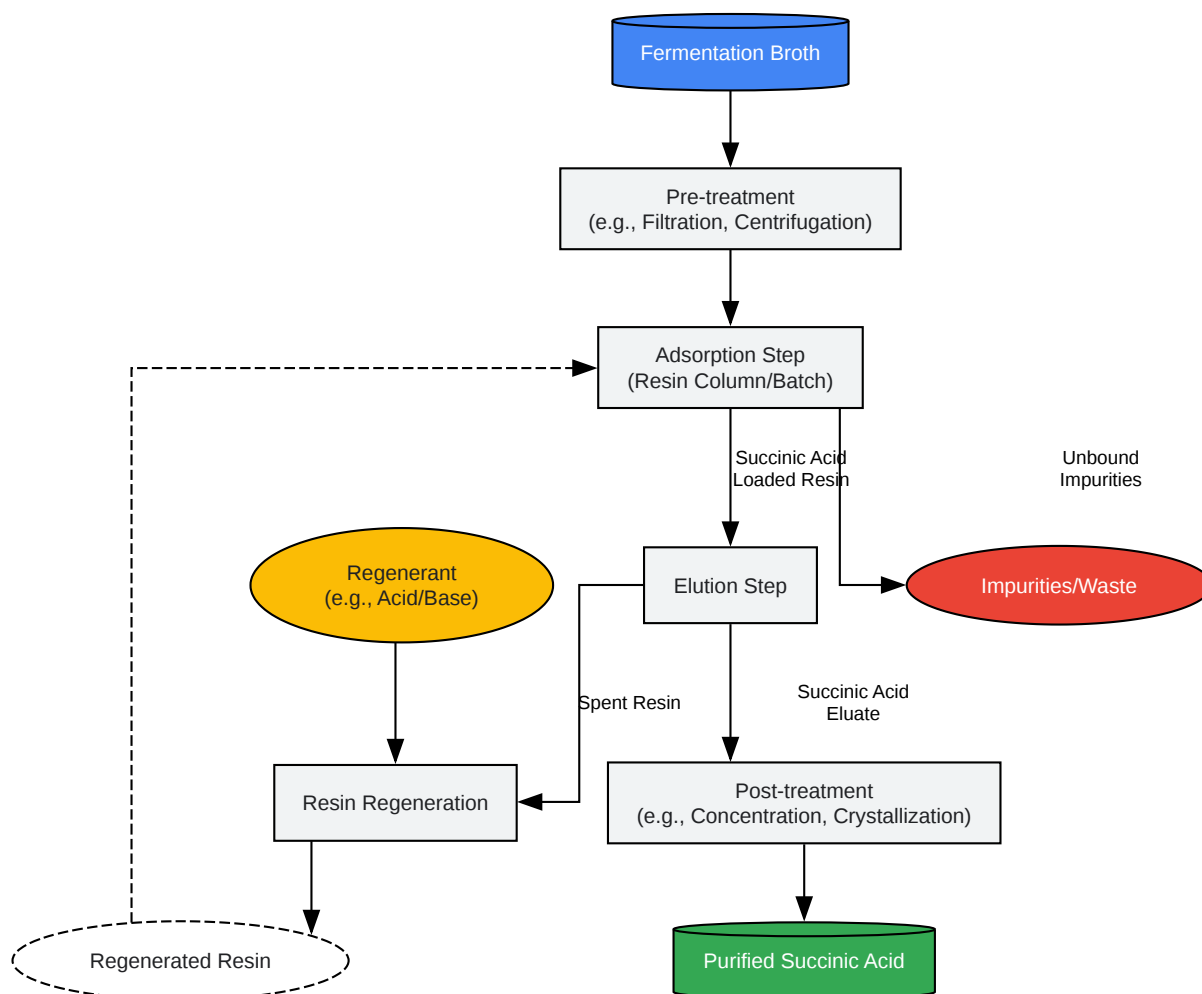 Fermentation Broth
Pre-treatment
(e.g., Filtration, Centrifugation)
Adsorption Step
(Resin Column/Batch)
Succinic Acid
Loaded Resin
Unbound
Impurities
Regenerant
(e.g., Acid/Base)
Elution Step
Impurities/Waste
Spent Resin
Succinic Acid
Eluate
Resin Regeneration
Post-treatment
(e.g., Concentration, Crystallization)
Regenerated Resin
Purified Succinic Acid